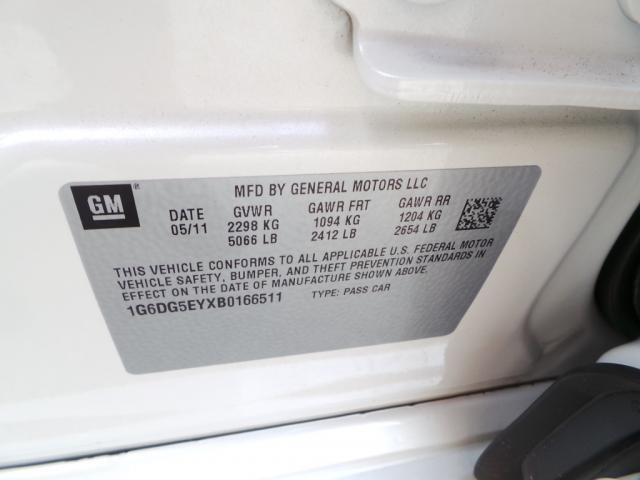 GM ®
MFD BY GENERAL MOTORS LLC
DATE GVWR GAWR FRT GAWR RR
05/11 2298 KG 1094 KG 1204 KG
5066 LB 2412 LB 2654 LB
THIS VEHICLE CONFORMS TO ALL APPLICABLE U.S. FEDERAL MOTOR
VEHICLE SAFETY, BUMPER, AND THEFT PREVENTION STANDARDS IN
EFFECT ON THE DATE OF MANUFACTURE SHOWN ABOVE.
1G6DG5EYXB0166511 TYPE: PASS CAR